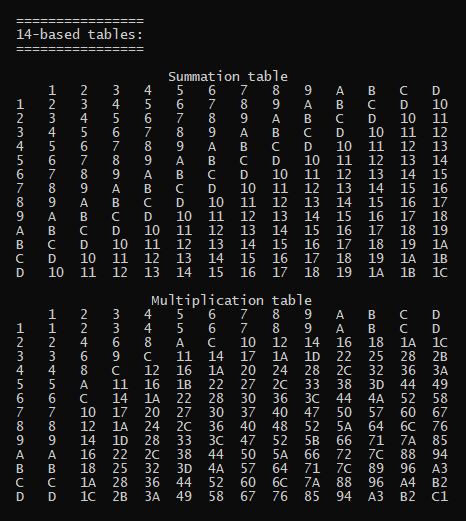 ================
14-based tables:
================
Summation table
1 2 3 4 5 6 7 8 9 A B C D
1 2 3 4 5 6 7 8 9 A B C D 10
2 3 4 5 6 7 8 9 A B C D 10 11
3 4 5 6 7 8 9 A B C D 10 11 12
4 5 6 7 8 9 A B C D 10 11 12 13
5 6 7 8 9 A B C D 10 11 12 13 14
6 7 8 9 A B C D 10 11 12 13 14 15
7 8 9 A B C D 10 11 12 13 14 15 16
8 9 A B C D 10 11 12 13 14 15 16 17
9 A B C D 10 11 12 13 14 15 16 17 18
A B C D 10 11 12 13 14 15 16 17 18 19
B C D 10 11 12 13 14 15 16 17 18 19 1A
C D 10 11 12 13 14 15 16 17 18 19 1A 1B
D 10 11 12 13 14 15 16 17 18 19 1A 1B 1C
Multiplication table
1 2 3 4 5 6 7 8 9 A B C D
1 1 2 3 4 5 6 7 8 9 A B C D
2 2 4 6 8 A C 10 12 14 16 18 1A 1C
3 3 6 9 C 11 14 17 1A 1D 22 25 28 2B
4 4 8 C 12 16 1A 20 24 28 2C 32 36 3A
5 5 A 11 16 1B 22 27 2C 33 38 3D 44 49
6 6 C 14 1A 22 28 30 36 3C 44 4A 52 58
7 7 10 17 20 27 30 37 40 47 50 57 60 67
8 8 12 1A 24 2C 36 40 48 52 5A 64 6C 76
9 9 14 1D 28 33 3C 47 52 5B 66 71 7A 85
A A 16 22 2C 38 44 50 5A 66 72 7C 88 94
B B 18 25 32 3D 4A 57 64 71 7C 89 96 A3
C C 1A 28 36 44 52 60 6C 7A 88 96 A4 B2
D D 1C 2B 3A 49 58 67 76 85 94 A3 B2 C1